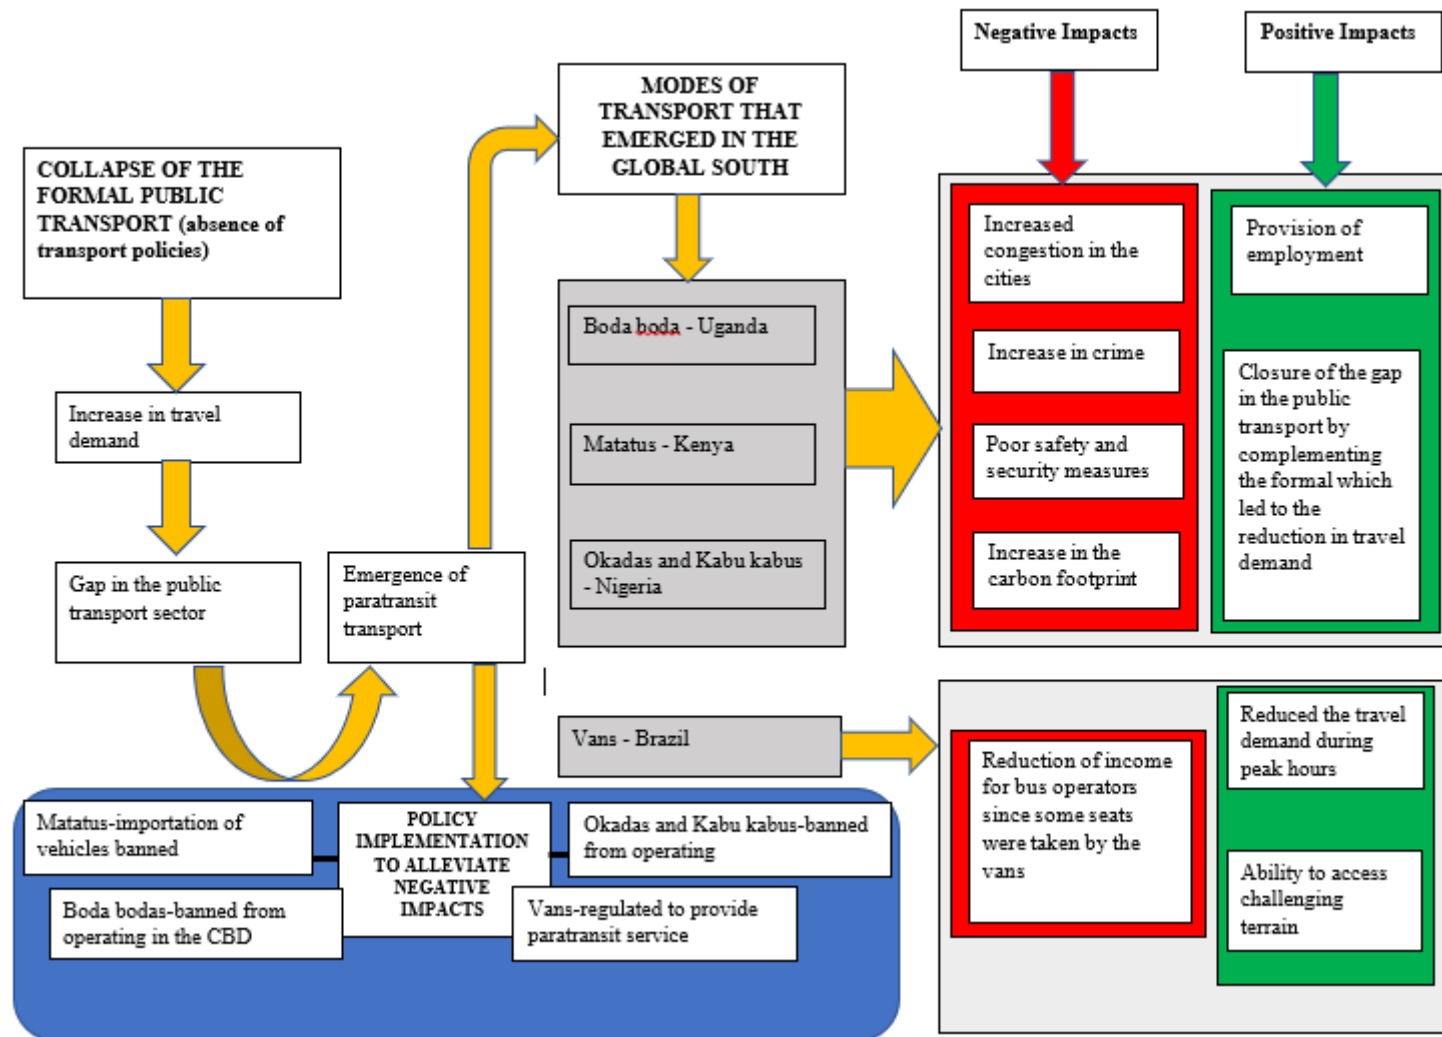 Negative Impacts
Positive Impacts
MODES OF
TRANSPORT THAT
EMERGED IN THE
GLOBAL SOUTH
COLLAPSE OF THE
FORMAL PUBLIC
TRANSPORT (absence of
transport policies)
Increase in travel
demand
Gap in the public
transport sector
Emergence of
paratransit
transport
Boda boda - Uganda
Matatus - Kenya
Okadas and Kabu kabus
- Nigeria
Increased
congestion in the
cities
Increase in crime
Poor safety and
security measures
Increase in the
carbon footprint
Provision of
employment
Closure of the gap
in the public
transport by
complementing
the formal which
led to the
reduction in travel
demand
Vans - Brazil
Reduction of income
for bus operators
since some seats
were taken by the
vans
Reduced the travel
demand during
peak hours
Ability to access
challenging
terrain
Matatus-importation of
vehicles banned
Boda bodas-banned from
operating in the CBD
POLICY
IMPLEMENTATION
TO ALLEVIATE
NEGATIVE
IMPACTS
Okadas and Kabu kabus-banned
from operating
Vans-regulated to provide
paratransit service